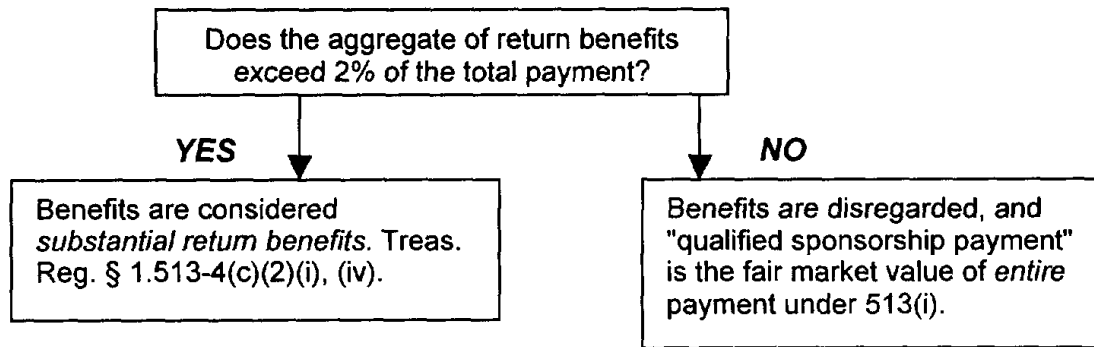 Does the aggregate of return benefits
exceed 2% of the total payment?
YES
NO
Benefits are considered
substantial return benefits. Treas.
Reg. § 1.513-4(c)(2)(i), (iv).
Benefits are disregarded, and
"qualified sponsorship payment"
is the fair market value of entire
payment under 513(i).